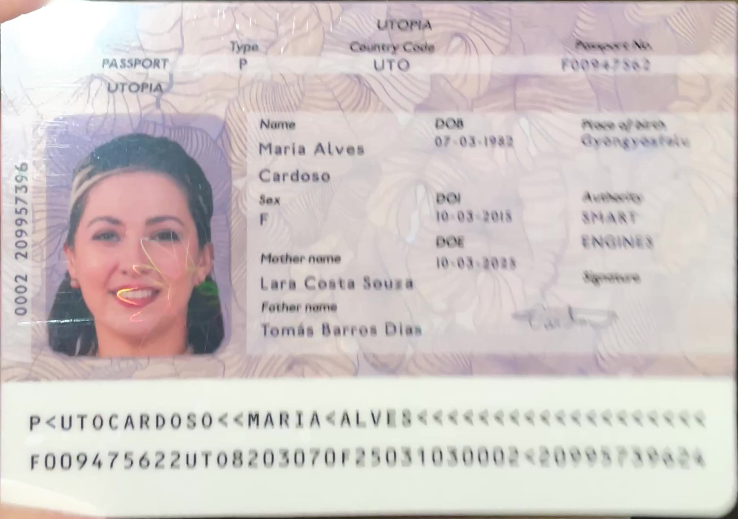 UTOPIA
Type Country Code Passport No.
PASSPORT P UTO F00947562
UTOPIA
Name DOB Place of birth
Maria Alves 07-03-1982
Cardoso
Sex DOI Authority
F 10-03-2015 SMART
DOE ENGINES
Mother name 10-03-2025
Lara Costa Souza Signature
Father name
Tomás Barros Dias
0002 209957396
P<UTOCARDOSO<<MARIA<ALVES<<<<<<<<<<<<<<<<<<<
F009475622UTO8203070F25031030002<20995739624